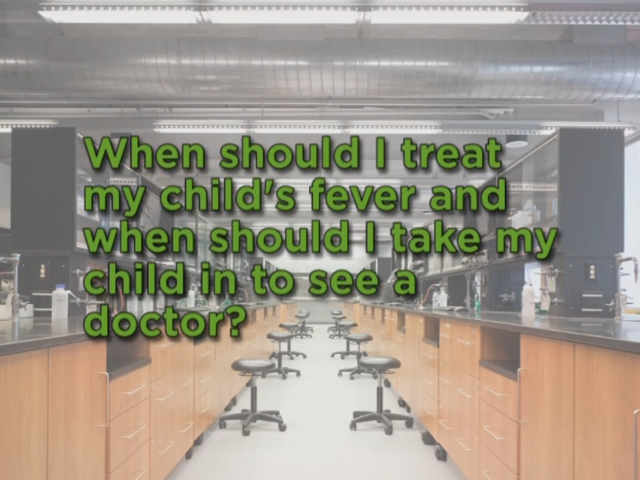 When should I treat
my child's fever and
when should I take my
child in to see a
doctor?